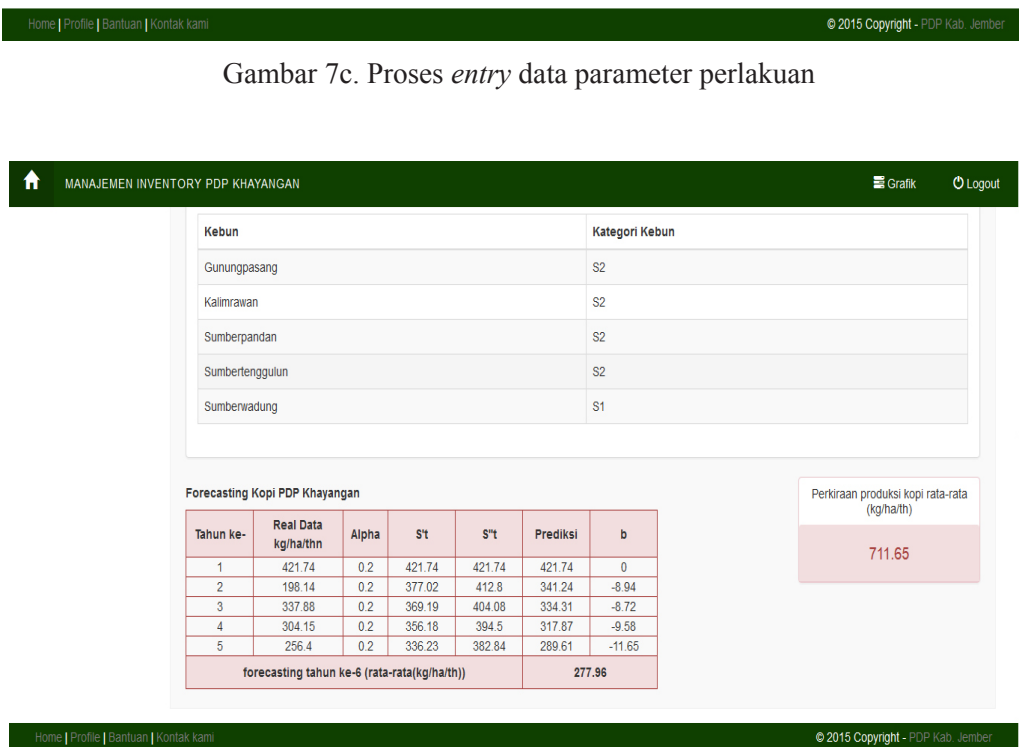 Home | Profile | Bantuan | Kontak kami © 2015 Copyright - PDP Kab. Jember
Gambar 7c. Proses entry data parameter perlakuan
MANAJEMEN INVENTORY PDP KHAYANGAN Grafik Logout
Kebun Kategori Kebun
Gunungpasang S2
Kalimrawan S2
Sumberpandan S2
Sumbertenggulun S2
Sumberwadung S1
Forecasting Kopi PDP Khayangan
Tahun ke- Real Data kg/ha/thn Alpha S't S"t Prediksi b
1 421.74 0.2 421.74 421.74 421.74 0
2 198.14 0.2 377.02 412.8 341.24 -8.94
3 337.88 0.2 369.19 404.08 334.31 -8.72
4 304.15 0.2 356.18 394.5 317.87 -9.58
5 256.4 0.2 336.23 382.84 289.61 -11.65
forecasting tahun ke-6 (rata-rata(kg/ha/th)) 277.96
Perkiraan produksi kopi rata-rata
(kg/ha/th)
711.65
Home | Profile | Bantuan | Kontak kami © 2015 Copyright - PDP Kab. Jember